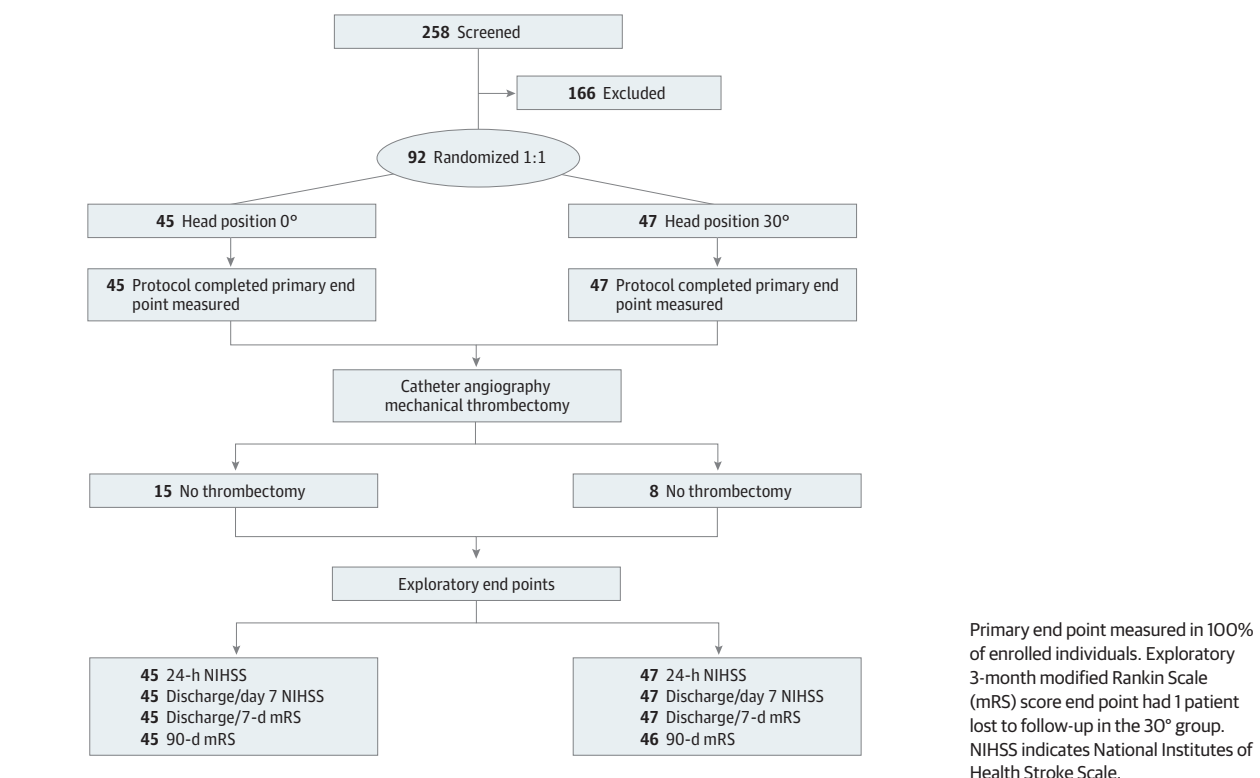 258 Screened
166 Excluded
92 Randomized 1:1
45 Head position 0°
47 Head position 30°
45 Protocol completed primary end
point measured
47 Protocol completed primary end
point measured
Catheter angiography
mechanical thrombectomy
15 No thrombectomy
8 No thrombectomy
Exploratory end points
45 24-h NIHSS
45 Discharge/day 7 NIHSS
45 Discharge/7-d mRS
45 90-d mRS
47 24-h NIHSS
47 Discharge/day 7 NIHSS
47 Discharge/7-d mRS
46 90-d mRS
Primary end point measured in 100%
of enrolled individuals. Exploratory
3-month modified Rankin Scale
(mRS) score end point had 1 patient
lost to follow-up in the 30° group.
NIHSS indicates National Institutes of
Health Stroke Scale.